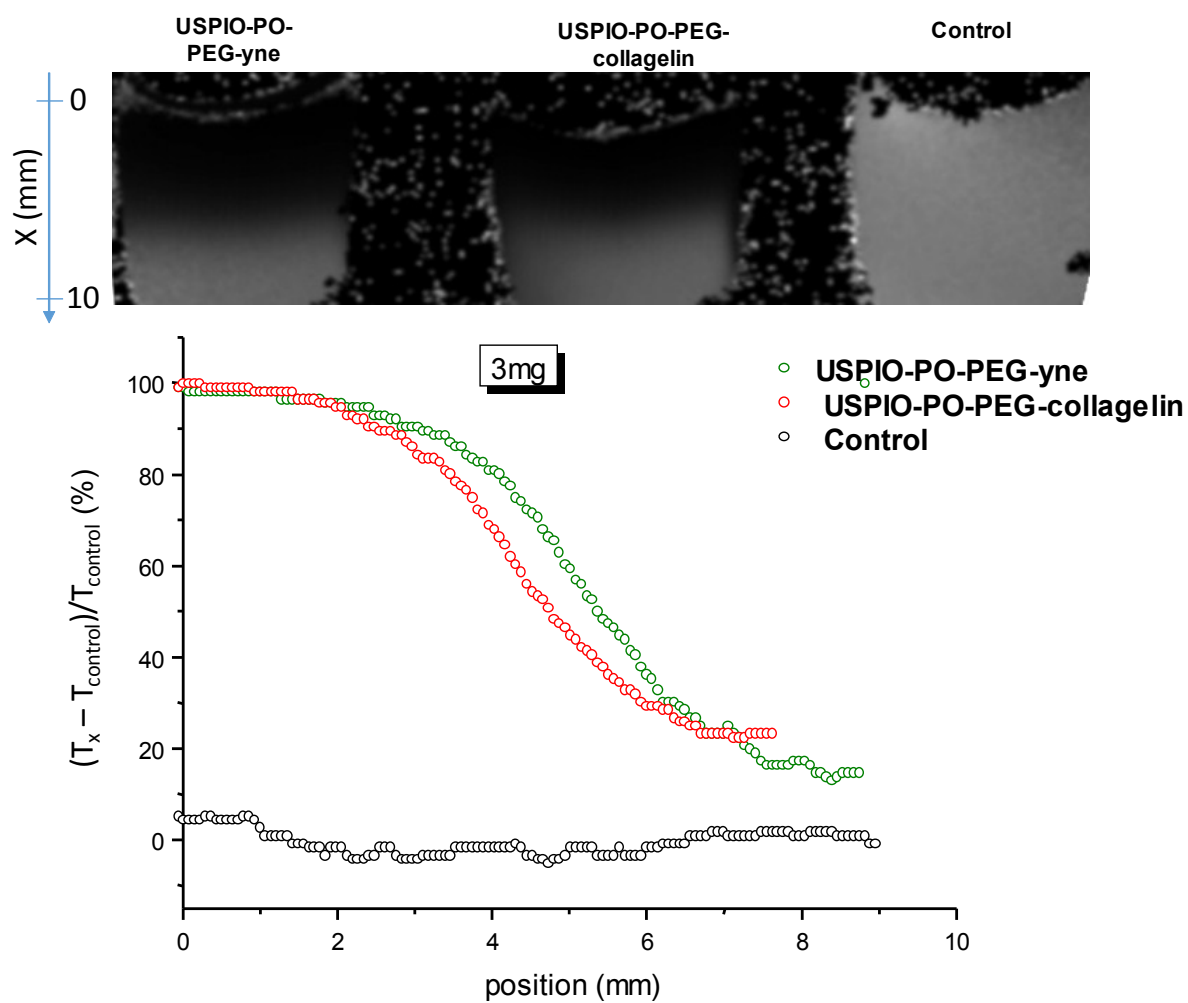 USPIO-PO-
PEG-yne
USPIO-PO-PEG-
collagelin
Control
0
X (mm)
10
3mg
USPIO-PO-PEG-yne
USPIO-PO-PEG-collagelin
Control
100
80
60
40
20
0
(Tx – Tcontrol)/Tcontrol (%)
0 2 4 6 8 10
position (mm)